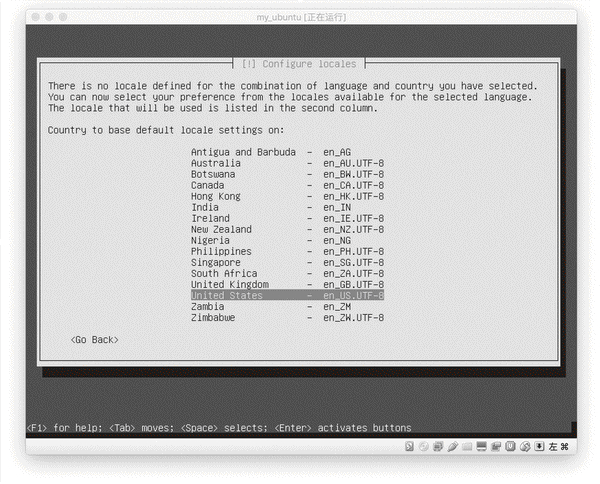 my_ubuntu [正在运行]
[!] Configure locales
There is no locale defined for the combination of language and country you have selected.
You can now select your preference from the locales available for the selected language.
The locale that will be used is listed in the second column.
Country to base default locale settings on:
Antigua and Barbuda - en_AG
Australia - en_AU.UTF-8
Botswana - en_BW.UTF-8
Canada - en_CA.UTF-8
Hong Kong - en_HK.UTF-8
India - en_IN
Ireland - en_IE.UTF-8
New Zealand - en_NZ.UTF-8
Nigeria - en_NG
Philippines - en_PH.UTF-8
Singapore - en_SG.UTF-8
South Africa - en_ZA.UTF-8
United Kingdom - en_GB.UTF-8
United States - en_US.UTF-8
Zambia - en_ZM
Zimbabwe - en_ZW.UTF-8
<Go Back>
<F1> for help; <Tab> moves; <Space> selects; <Enter> activates buttons
左 ⌘